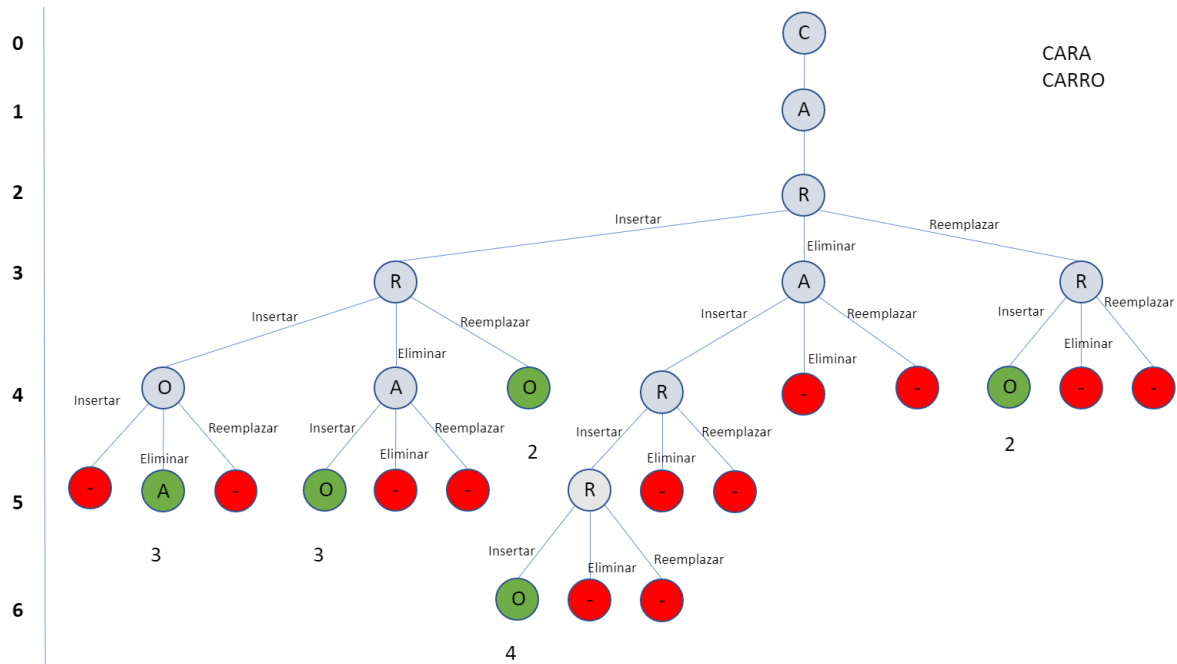 0
C
CARA
CARRO
1
A
2
R
Insertar
Eliminar
Reemplazar
3
R
A
R
Insertar
Eliminar
Reemplazar
Insertar
Eliminar
Reemplazar
Insertar
Eliminar
Reemplazar
4
O
A
O
R
-
-
O
-
-
2
2
Insertar
Eliminar
Reemplazar
Insertar
Eliminar
Reemplazar
Insertar
Eliminar
Reemplazar
5
-
A
-
O
-
-
R
-
-
3
3
Insertar
Eliminar
Reemplazar
6
O
-
-
4